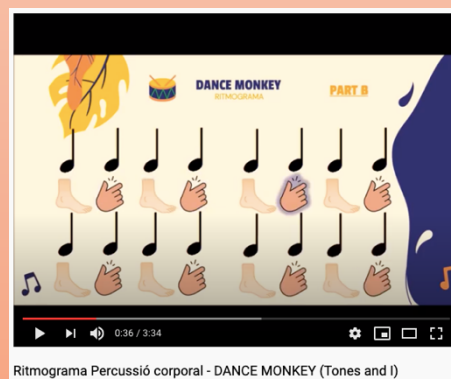 DANCE MONKEY
RITMOGRAMA
PART B
0:36 / 3:34
Ritmograma Percussió corporal - DANCE MONKEY (Tones and I)